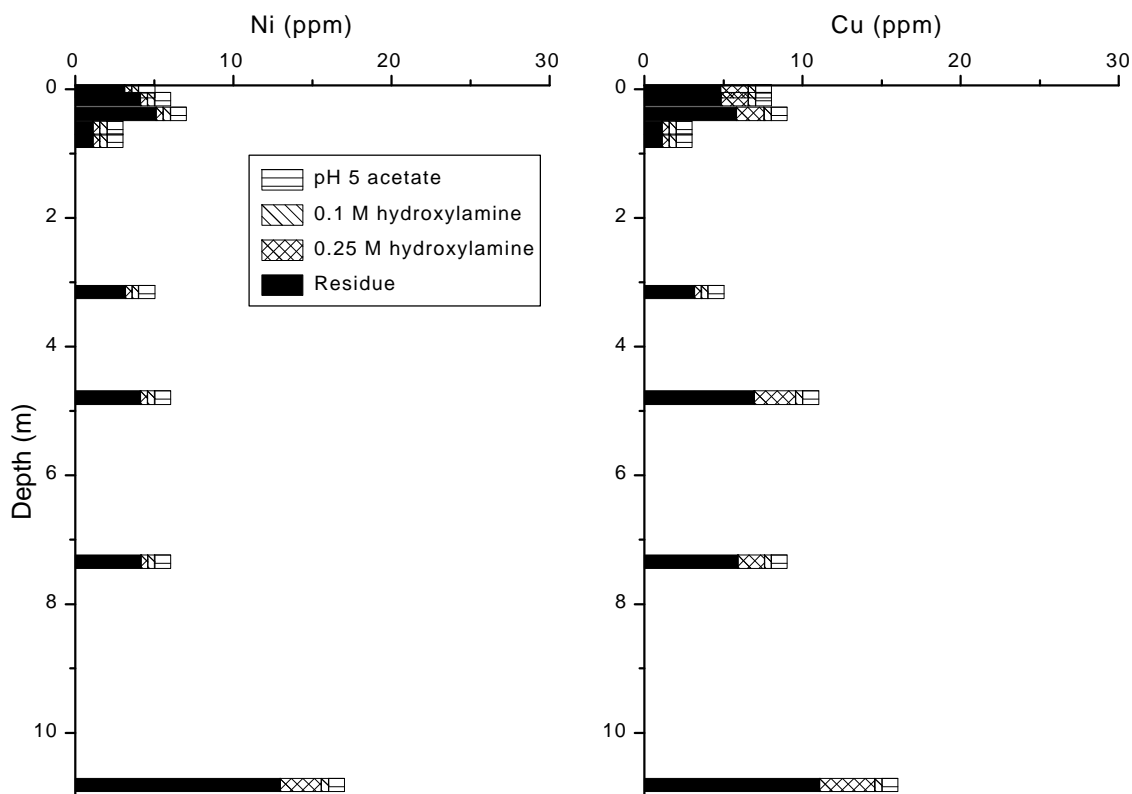 Ni (ppm)
Cu (ppm)
0 10 20 30
0 10 20 30
0
2
4
6
8
10
Depth (m)
pH 5 acetate
0.1 M hydroxylamine
0.25 M hydroxylamine
Residue
0
2
4
6
8
10